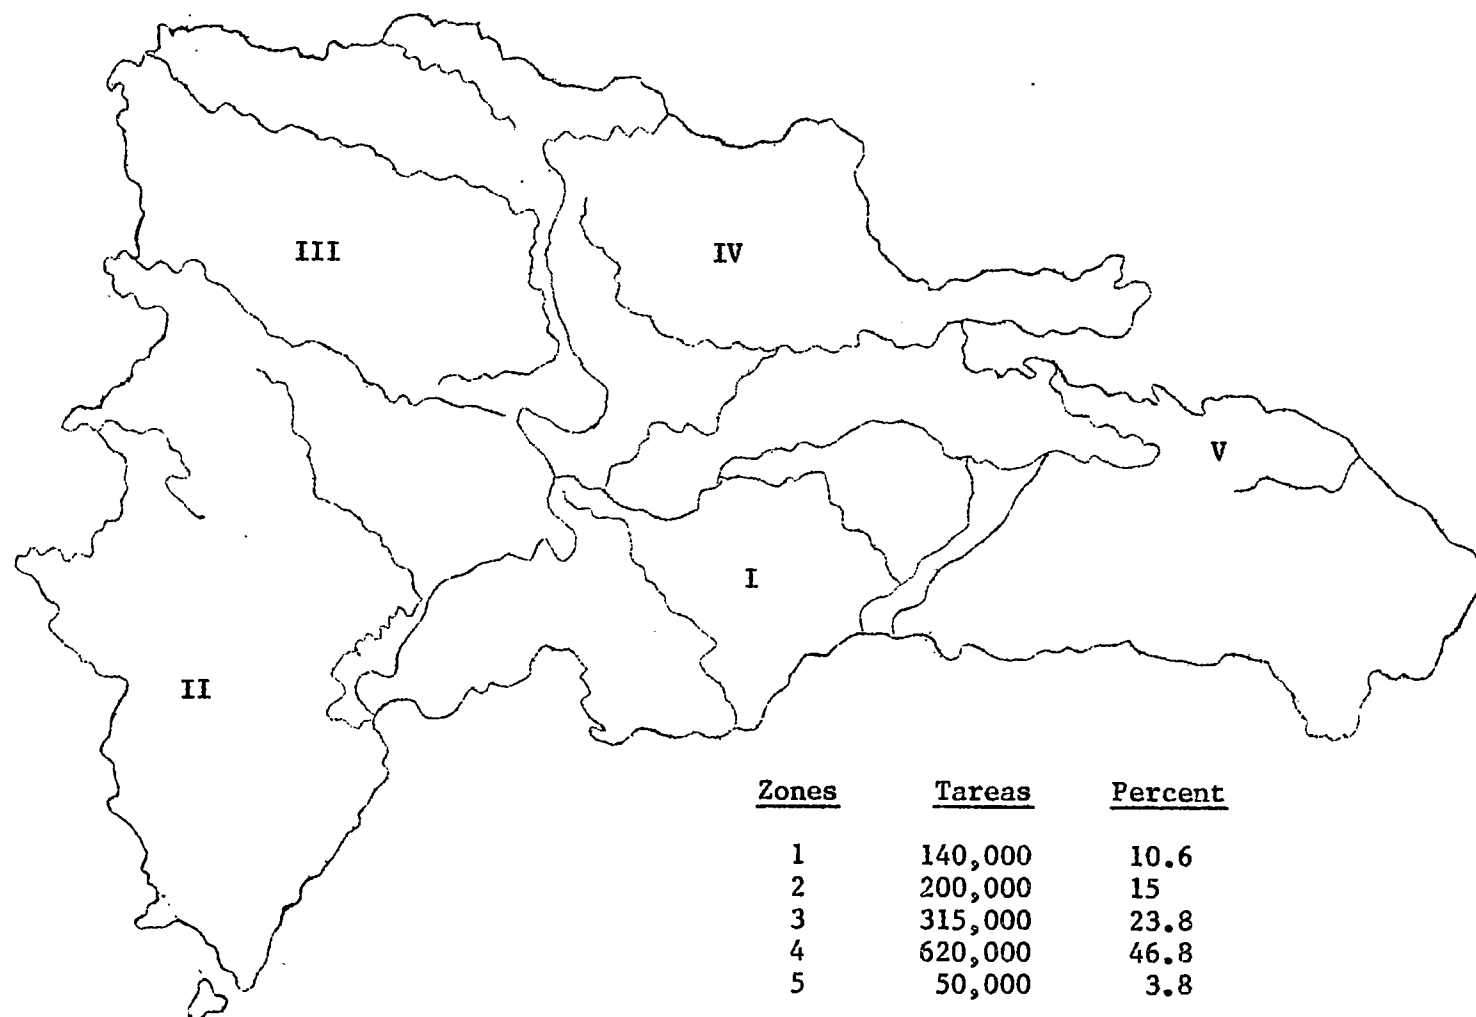 III
IV
V
I
II
Zones Tareas Percent
1 140,000 10.6
2 200,000 15
3 315,000 23.8
4 620,000 46.8
5 50,000 3.8